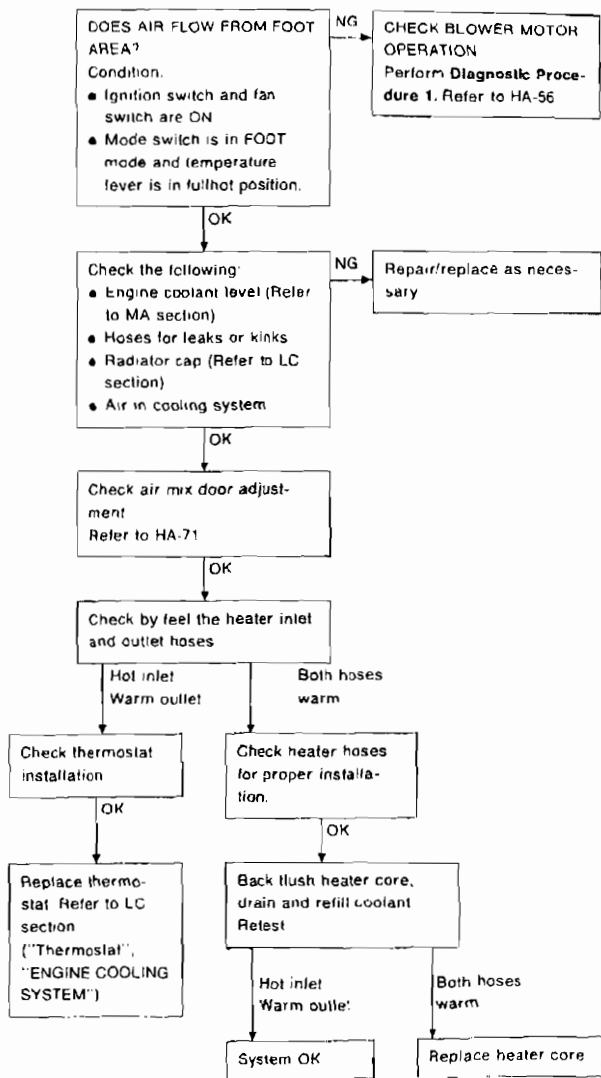 DOES AIR FLOW FROM FOOT
AREA?
Condition.
● Ignition switch and fan
switch are ON
● Mode switch is in FOOT
mode and temperature
lever is in fullhot position.
NG
CHECK BLOWER MOTOR
OPERATION
Perform Diagnostic Proce-
dure 1. Refer to HA-56
OK
Check the following:
● Engine coolant level (Refer
to MA section)
● Hoses for leaks or kinks
● Radiator cap (Refer to LC
section)
● Air in cooling system
NG
Repair/replace as neces-
sary
OK
Check air mix door adjust-
ment
Refer to HA-71
OK
Check by feel the heater inlet
and outlet hoses
Hot inlet
Warm outlet
Both hoses
warm
Check thermostat
installation
Check heater hoses
for proper installa-
tion.
OK
OK
Replace thermo-
stat. Refer to LC
section
("Thermostat",
"ENGINE COOLING
SYSTEM")
Back flush heater core,
drain and refill coolant
Retest
Hot inlet
Warm outlet
Both hoses
warm
System OK
Replace heater core